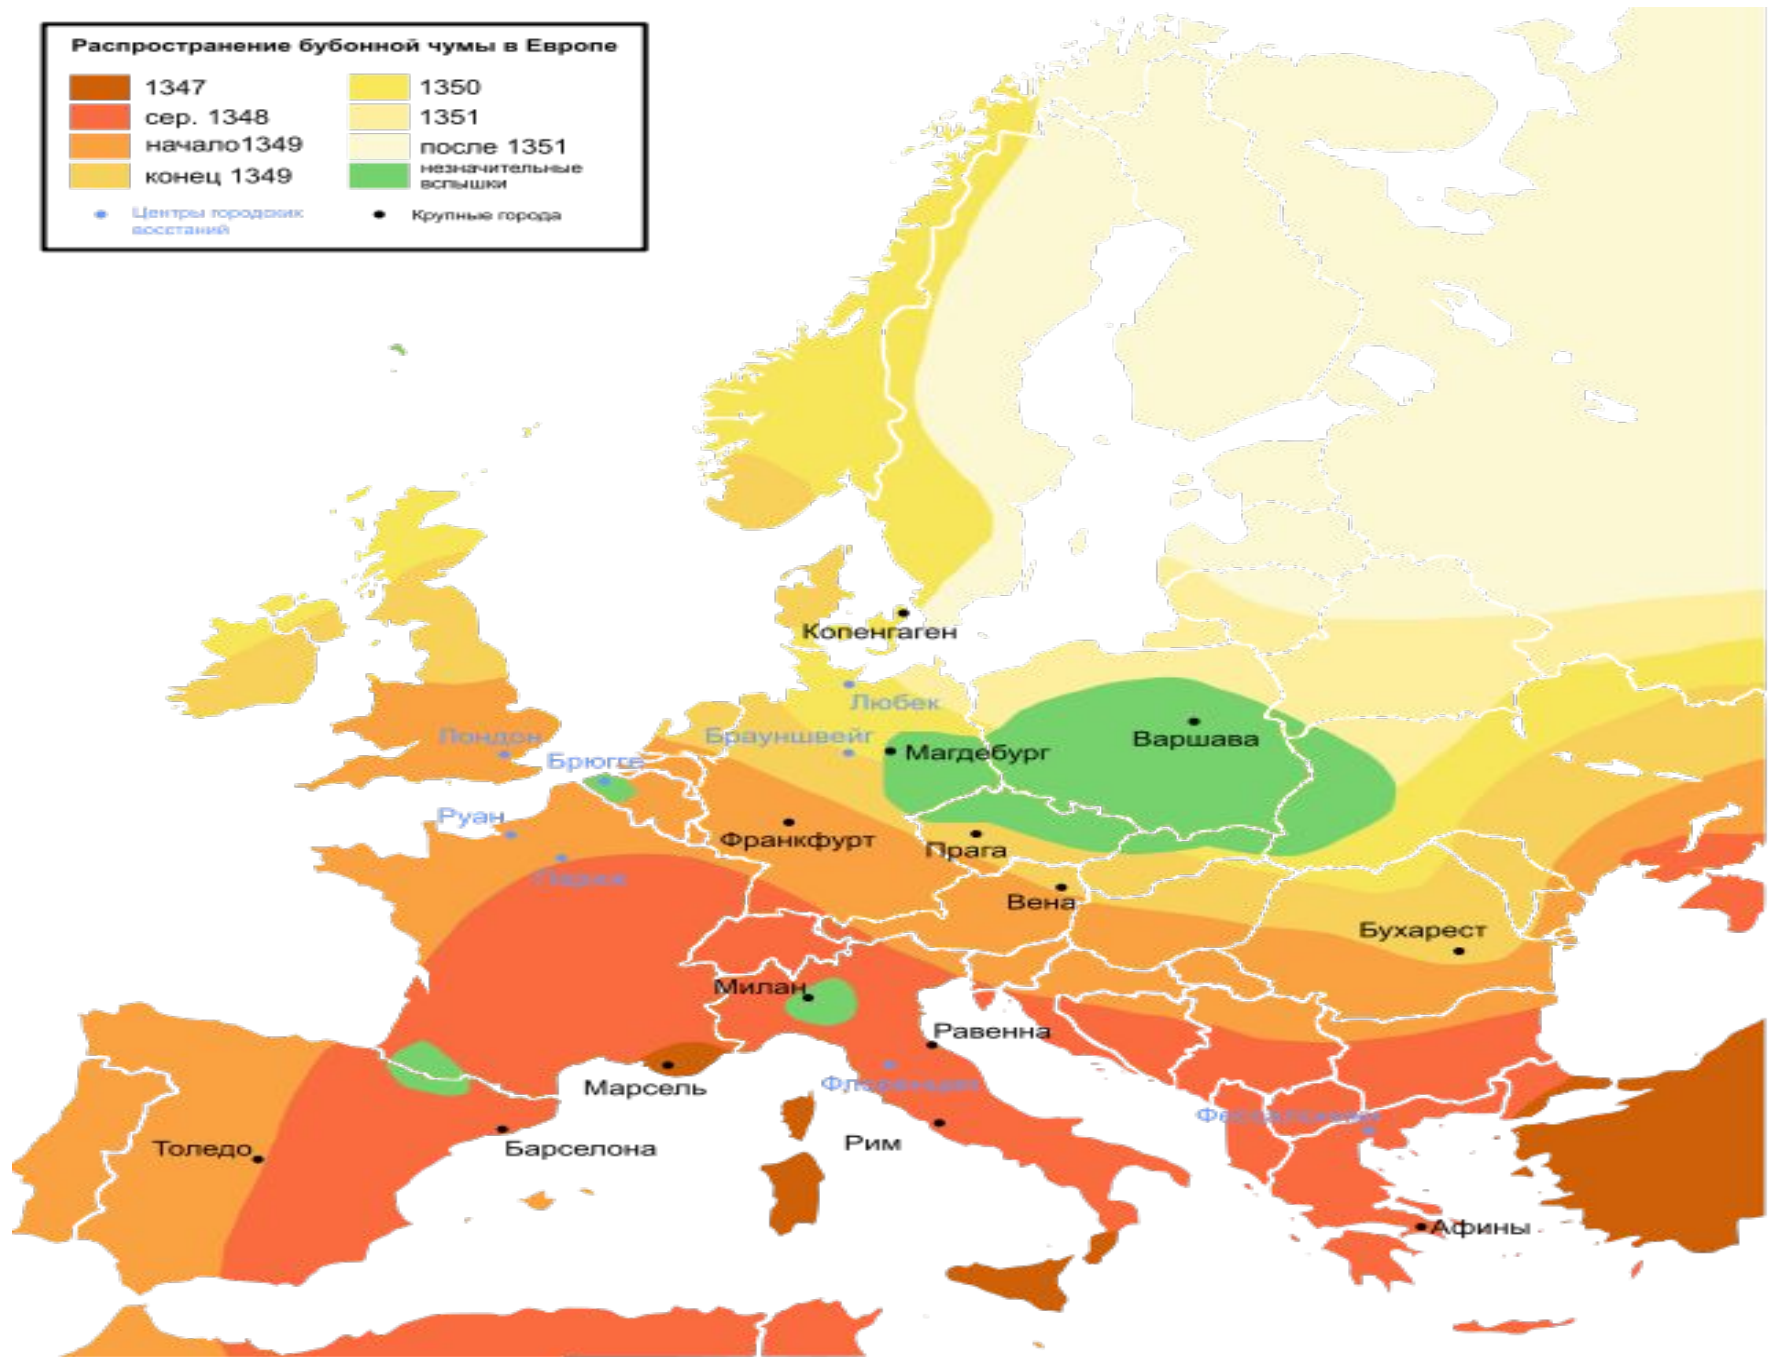 Распространение бубонной чумы в Европе
1347
сер. 1348
начало1349
конец 1349
1350
1351
после 1351
незначительные
вспышки
Центры городских
восстаний
Крупные города
Копенгаген
Любек
Брауншвейг
Магдебург
Варшава
Лондон
Брюгге
Руан
Франкфурт
Прага
Париж
Вена
Бухарест
Милан
Равенна
Марсель
Флоренция
Толедо
Барселона
Рим
Афины